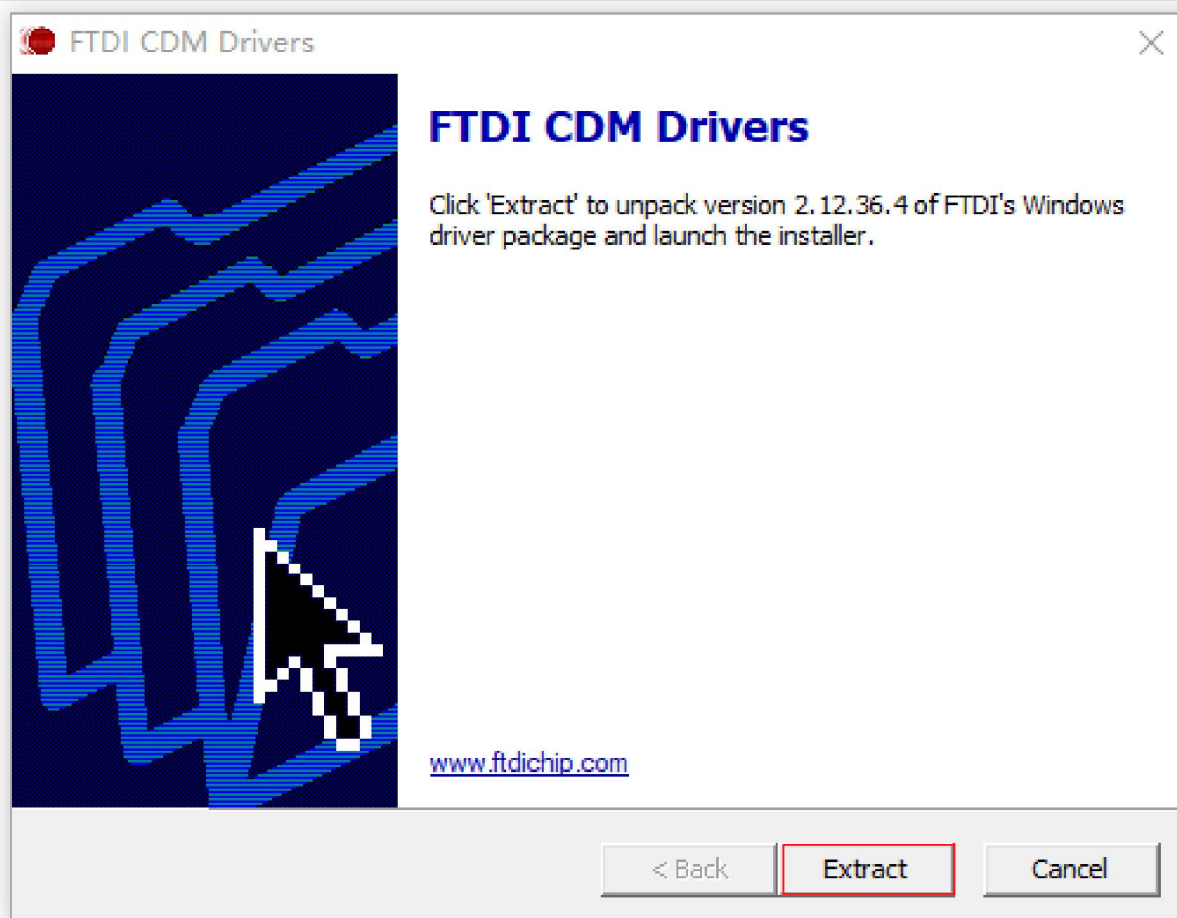 FTDI CDM Drivers
FTDI CDM Drivers
Click 'Extract' to unpack version 2.12.36.4 of FTDI's Windows
driver package and launch the installer.
www.ftdichip.com
< Back
Extract
Cancel